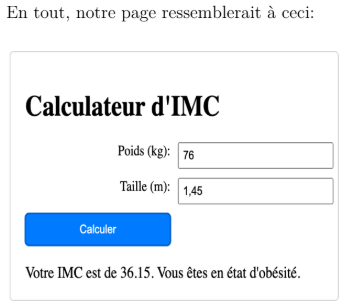 En tout, notre page ressemblerait à ceci:
Calculateur d'IMC
Poids (kg): 76
Taille (m): 1,45
Calculer
Votre IMC est de 36.15. Vous êtes en état d'obésité.